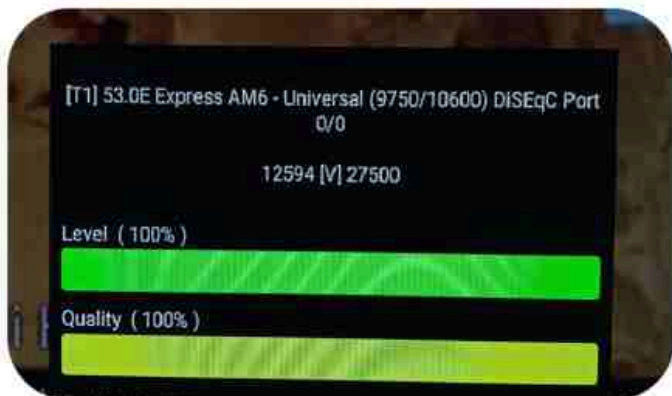 [T1] 53.0E Express AM6 - Universal (9750/10600) DiSEqC Port
0/0
12594 [V] 27500
Level ( 100% )
Quality ( 100% )